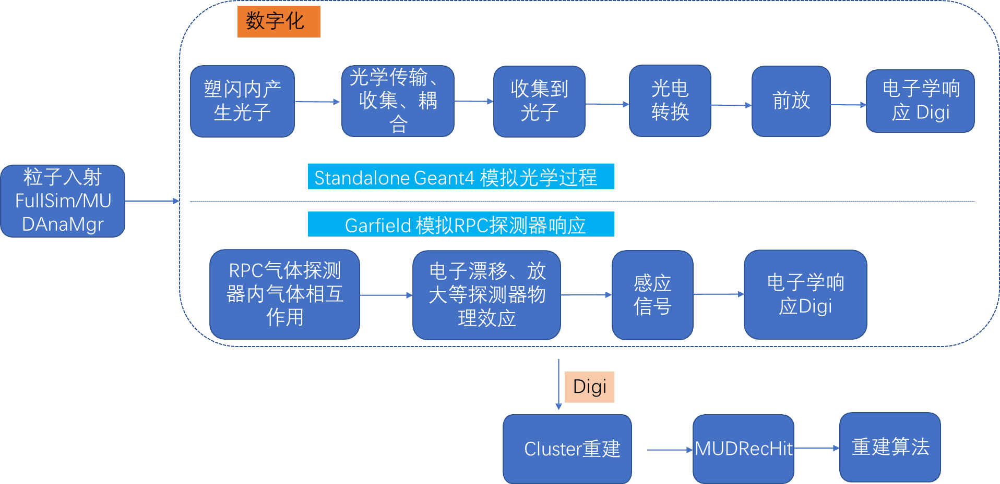 数字化
塑闪内产
生光子
光学传输、
收集、耦
合
收集到
光子
光电
转换
前放
电子学响
应 Digi
粒子入射
FullSim/MU
DAnaMgr
Standalone Geant4 模拟光学过程
Garfield 模拟RPC探测器响应
RPC气体探测
器内气体相互
作用
电子漂移、放
大等探测器物
理效应
感应
信号
电子学响
应Digi
Digi
Cluster重建
MUDRecHit
重建算法